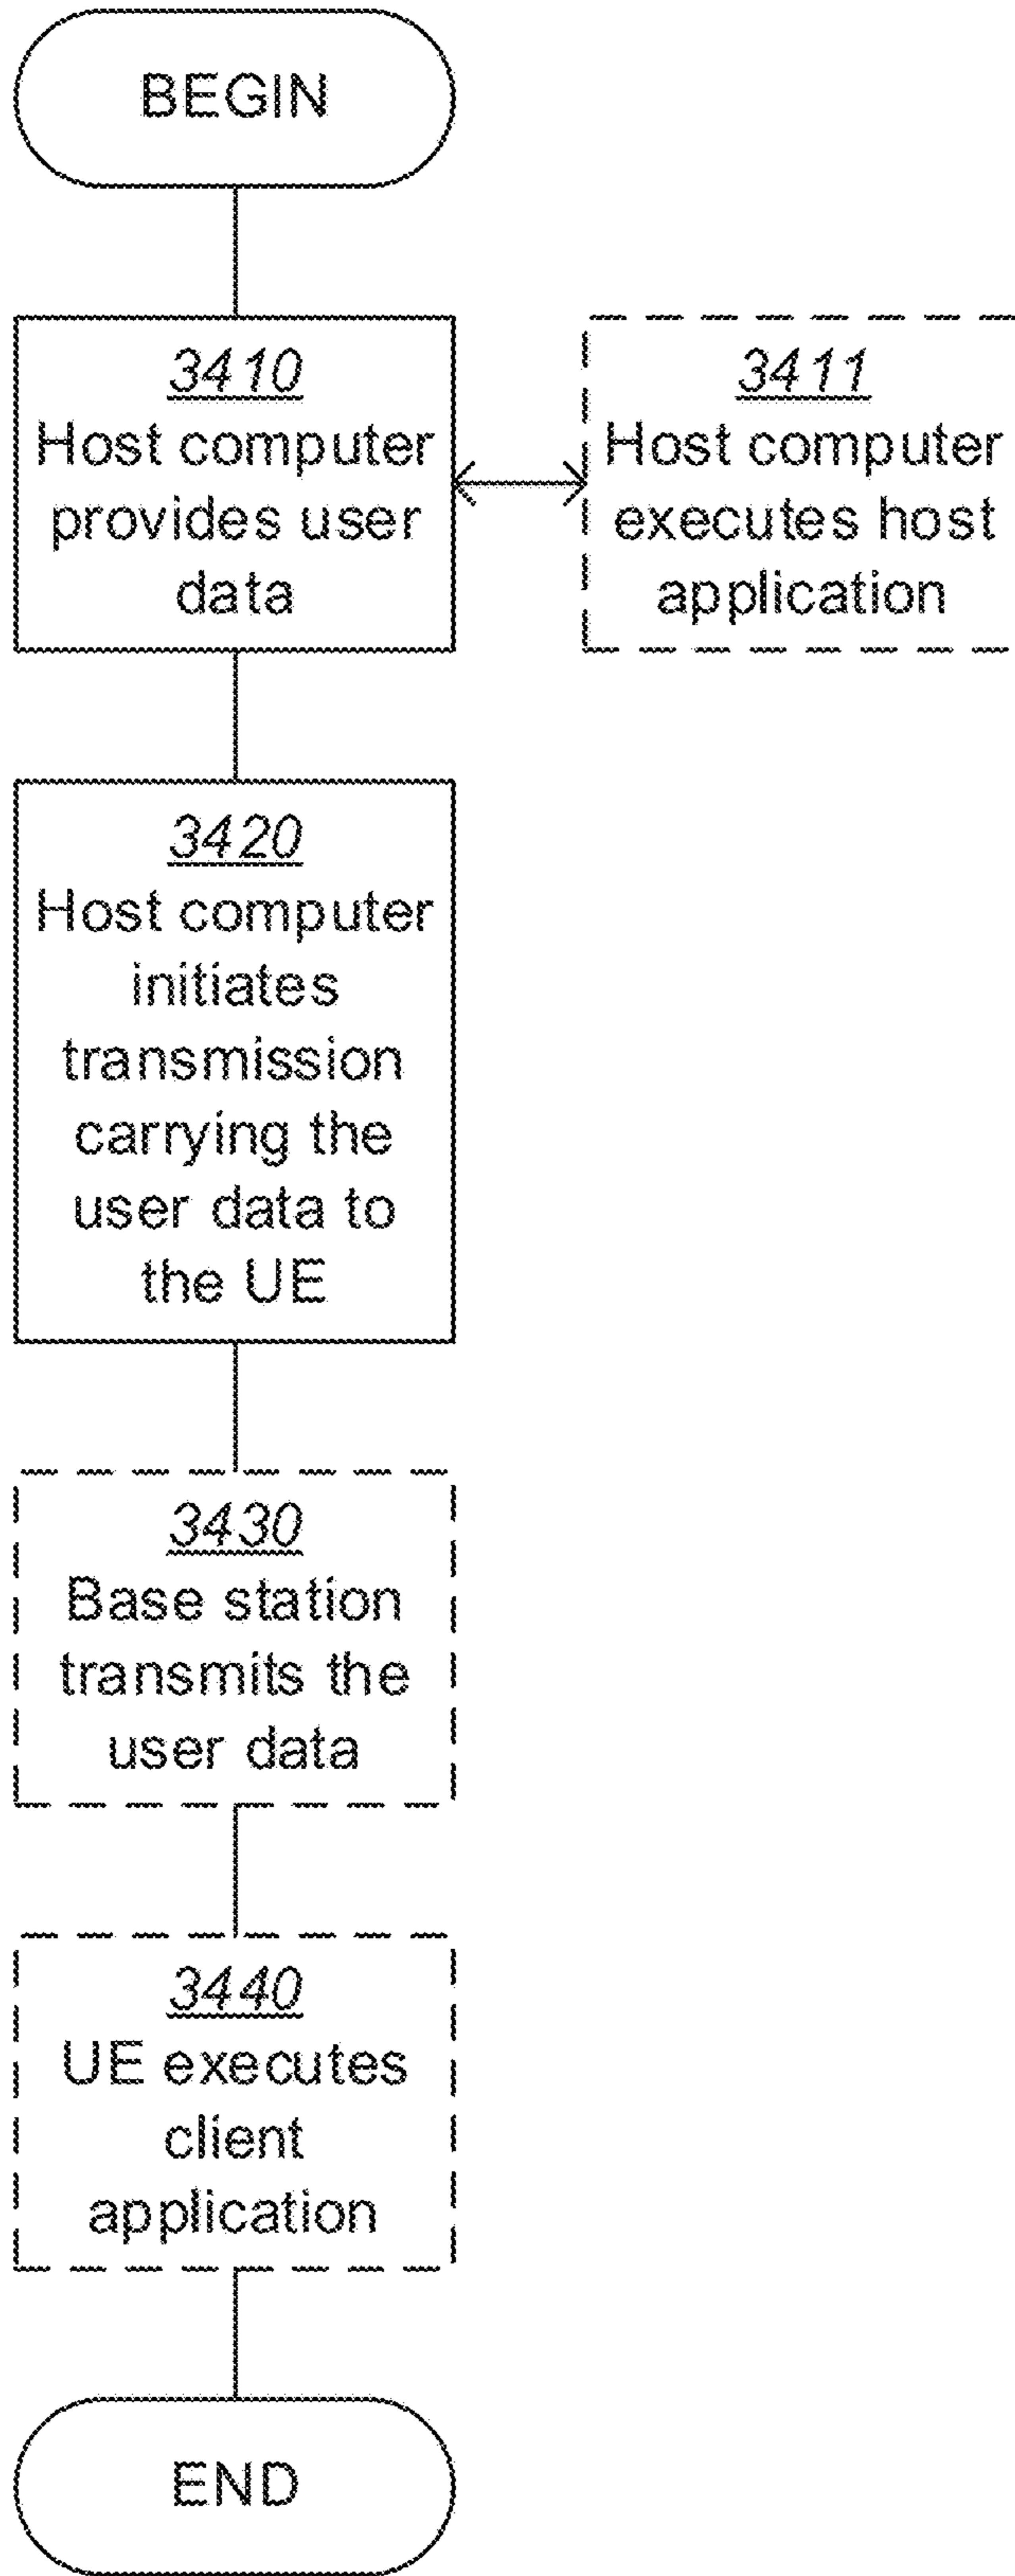 BEGIN
3410
Host computer
provides user
data
3411
Host computer
executes host
application
3420
Host computer
initiates
transmission
carrying the
user data to
the UE
3430
Base station
transmits the
user data
3440
UE executes
client
application
END